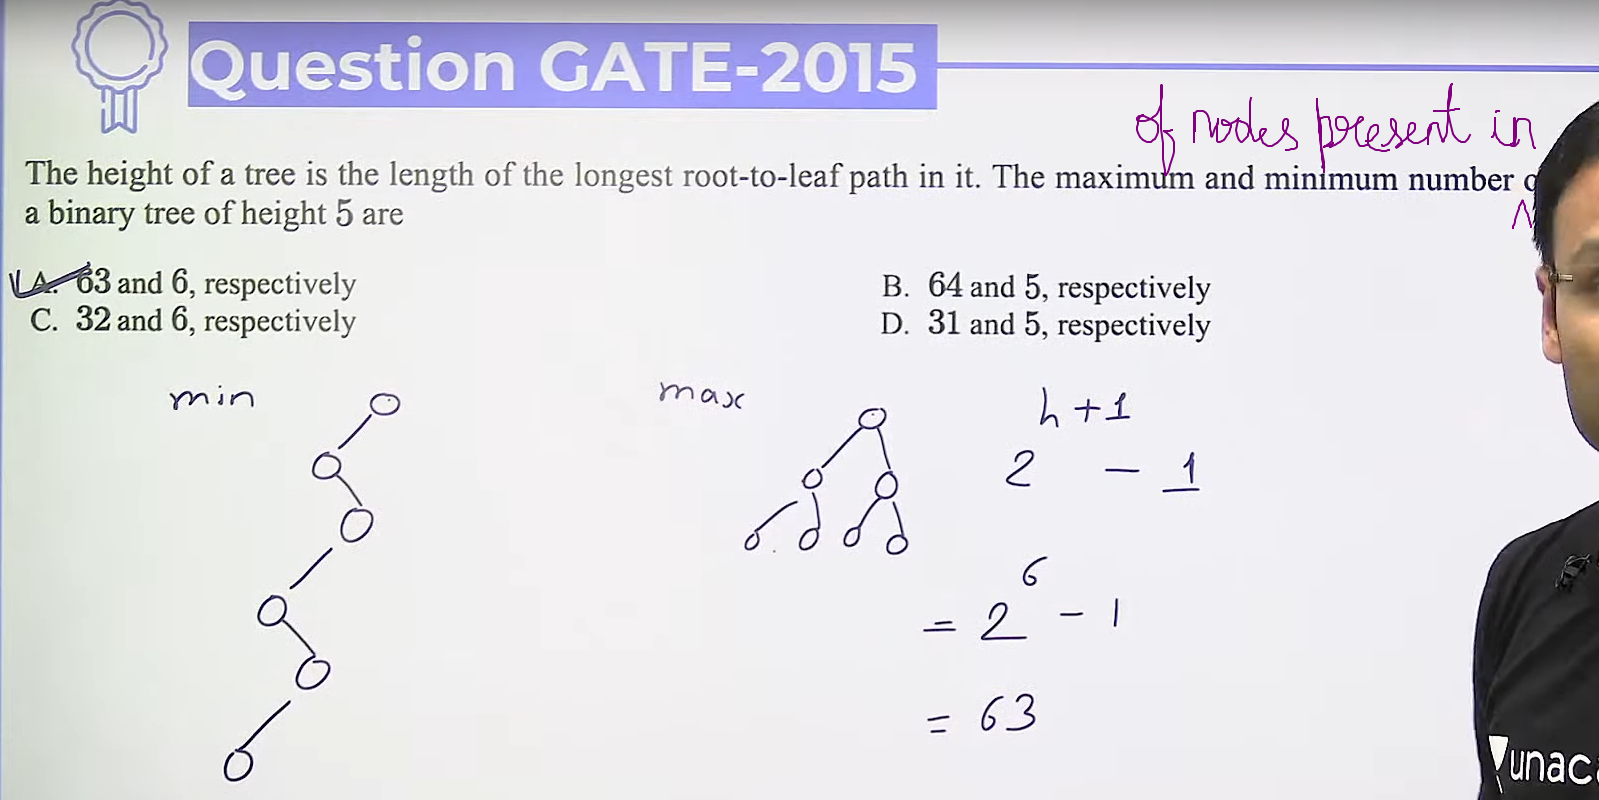 Question GATE-2015
of nodes present in
The height of a tree is the length of the longest root-to-leaf path in it. The maximum and minimum number
a binary tree of height 5 are
A. 63 and 6, respectively
B. 64 and 5, respectively
C. 32 and 6, respectively
D. 31 and 5, respectively
min
max
h+1
2 - 1
6
= 2 - 1
= 63
unac